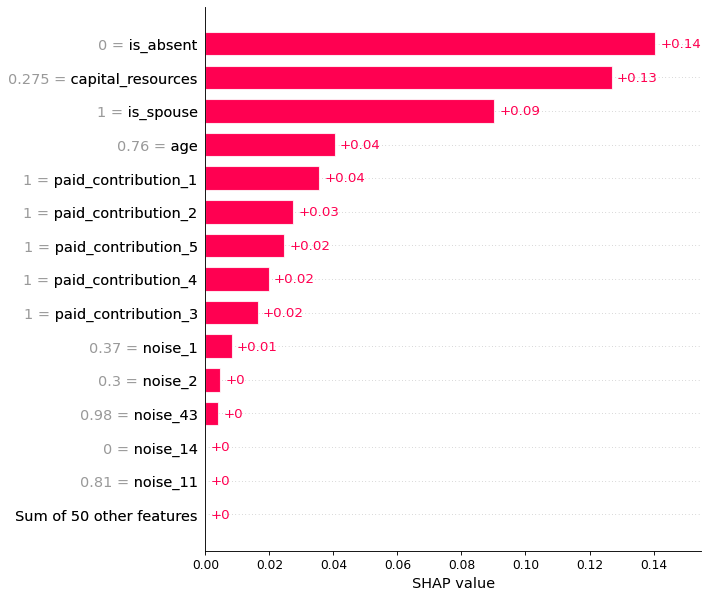 0 = is_absent +0.14
0.275 = capital_resources +0.13
1 = is_spouse +0.09
0.76 = age +0.04
1 = paid_contribution_1 +0.04
1 = paid_contribution_2 +0.03
1 = paid_contribution_5 +0.02
1 = paid_contribution_4 +0.02
1 = paid_contribution_3 +0.02
0.37 = noise_1 +0.01
0.3 = noise_2 +0
0.98 = noise_43 +0
0 = noise_14 +0
0.81 = noise_11 +0
Sum of 50 other features +0
0.00 0.02 0.04 0.06 0.08 0.10 0.12 0.14
SHAP value